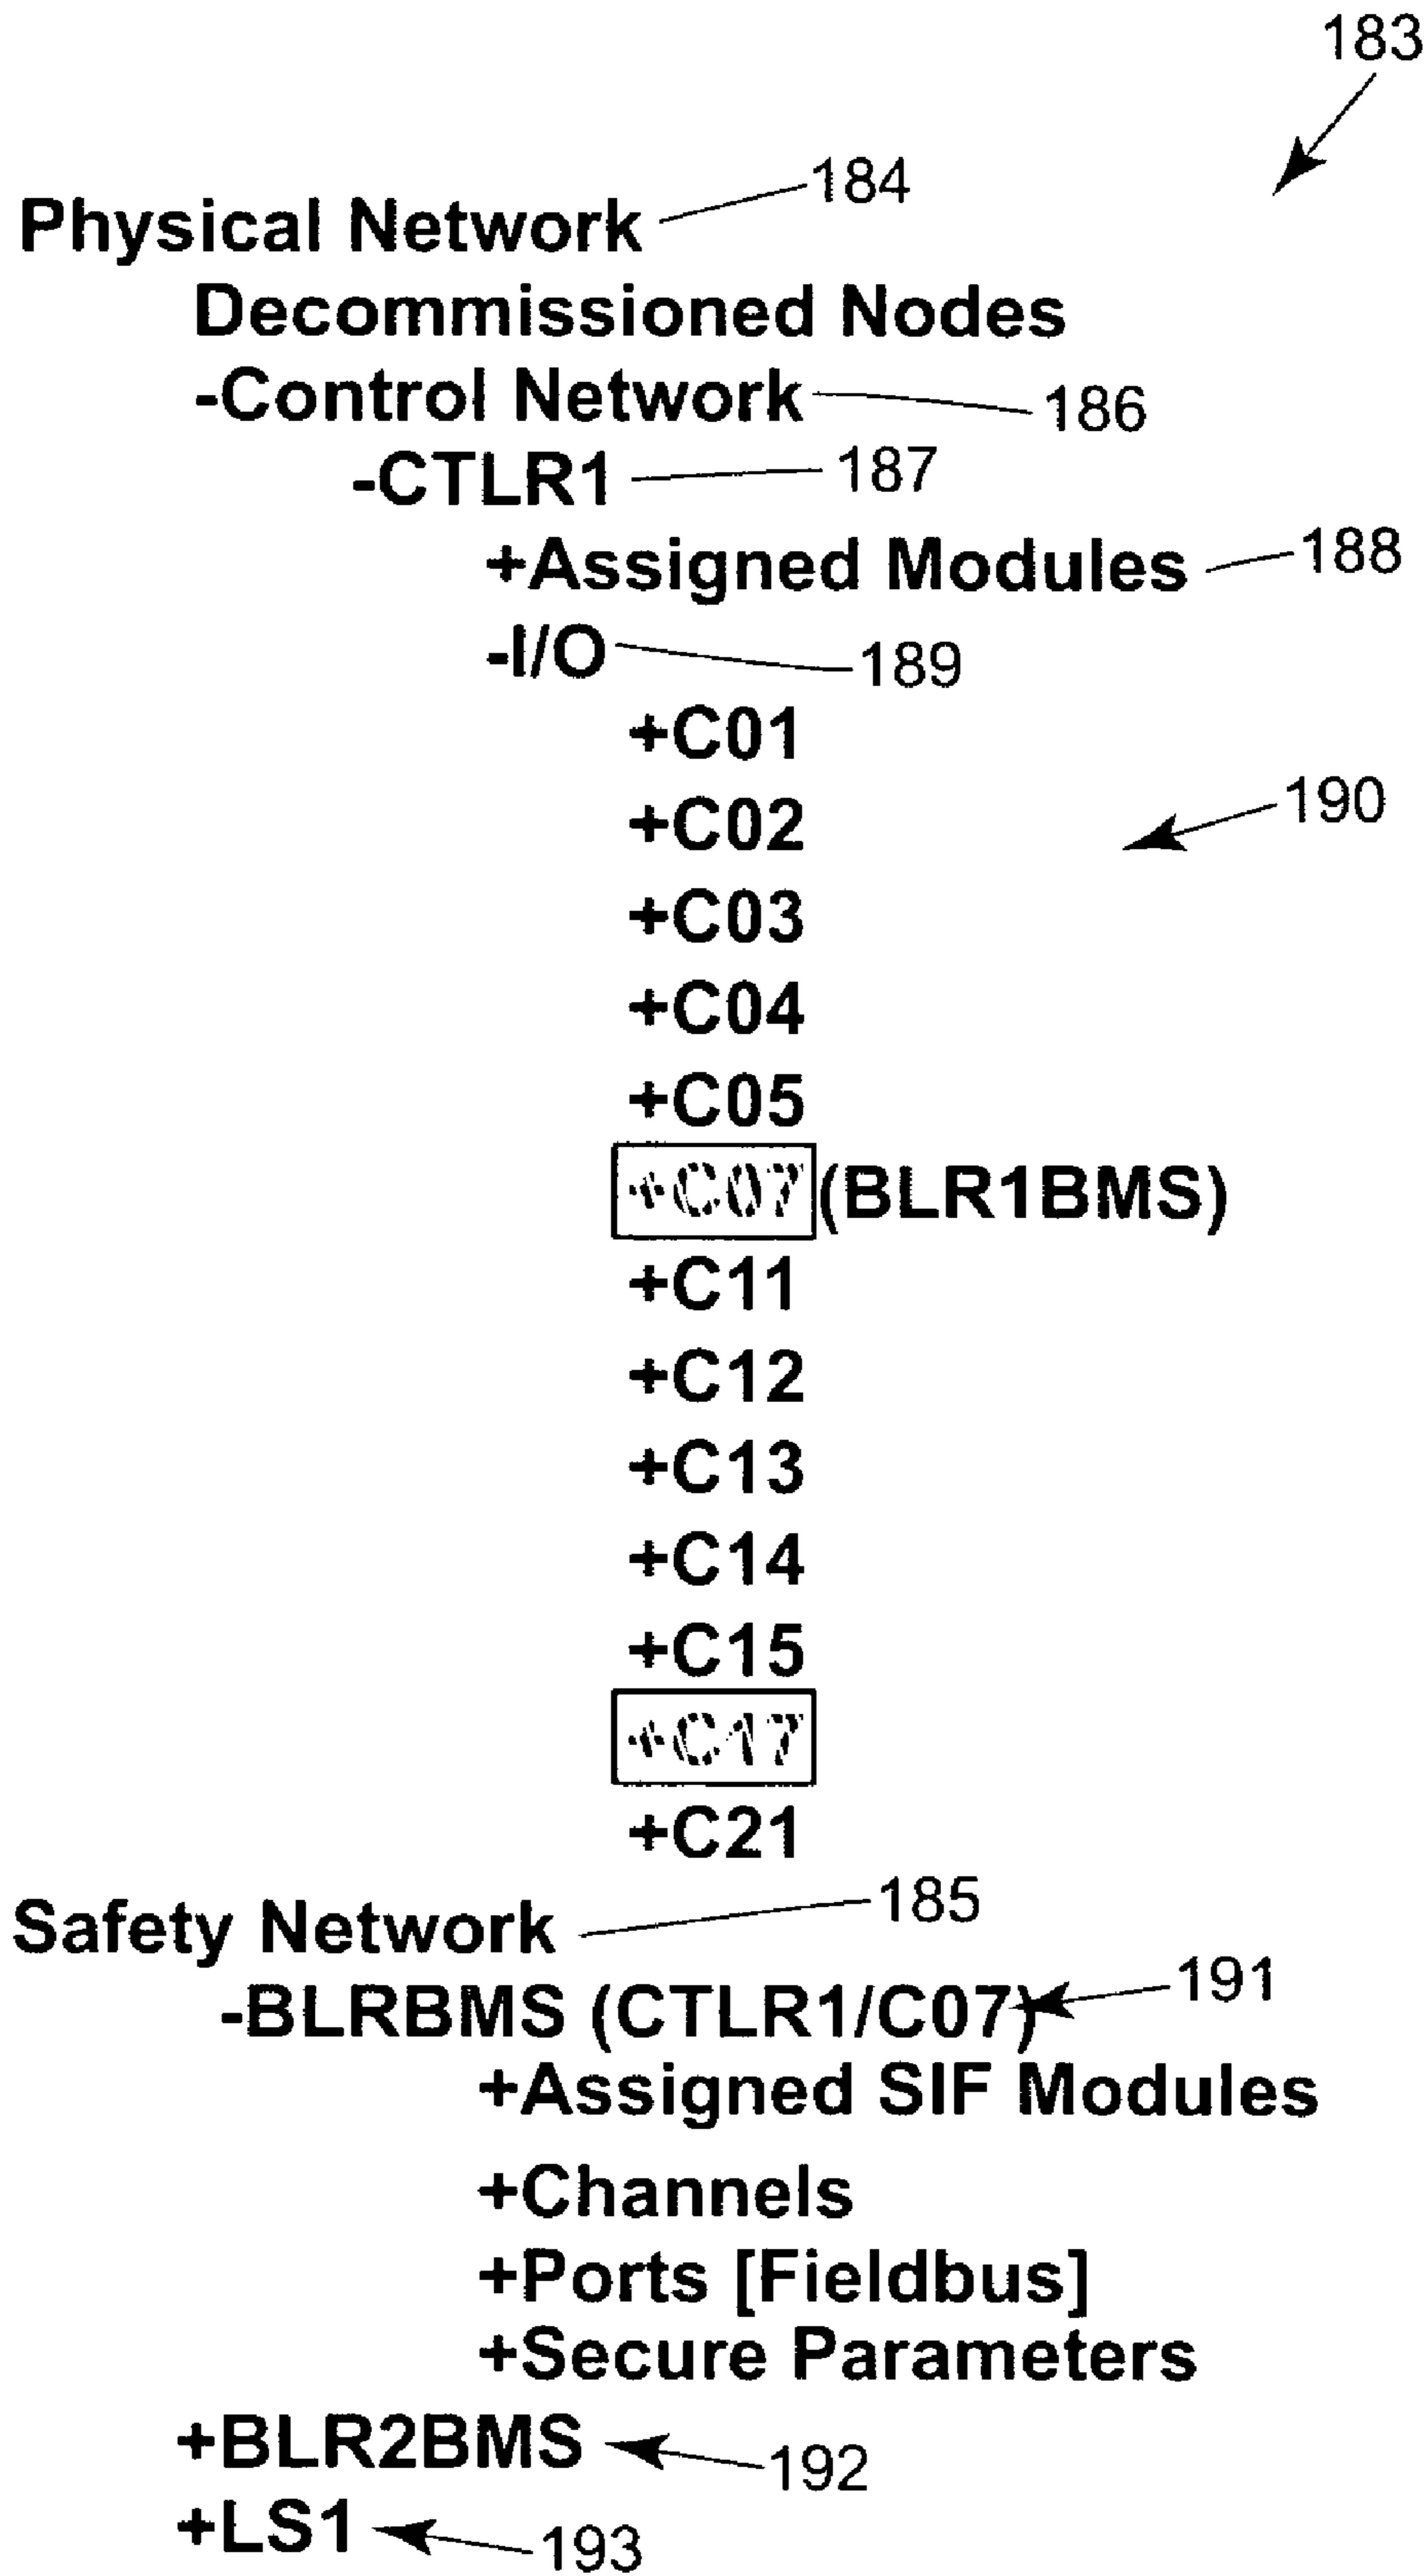 183
Physical Network 184
Decommissioned Nodes
-Control Network 186
-CTLR1 187
+Assigned Modules 188
-I/O 189
+C01
+C02 190
+C03
+C04
+C05
+C07 (BLR1BMS)
+C11
+C12
+C13
+C14
+C15
+C17
+C21
Safety Network 185
-BLRBMS (CTLR1/C07) 191
+Assigned SIF Modules
+Channels
+Ports [Fieldbus]
+Secure Parameters
+BLR2BMS 192
+LS1 193